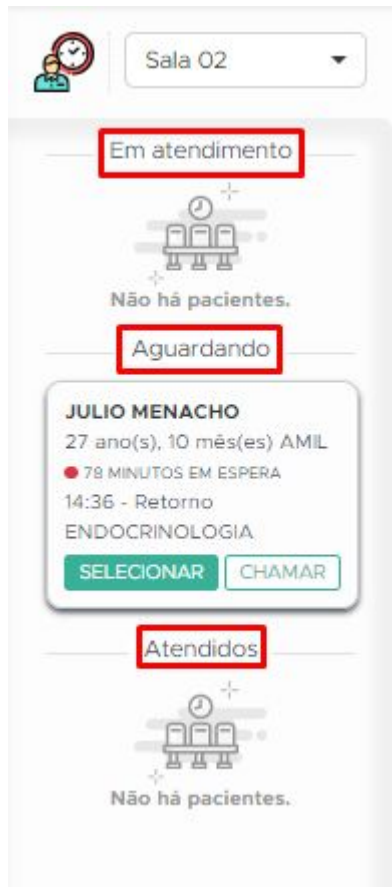 Sala 02
Em atendimento
Não há pacientes.
Aguardando
JULIO MENACHO
27 ano(s), 10 mês(es) AMIL
78 MINUTOS EM ESPERA
14:36 - Retorno
ENDOCRINOLOGIA
SELECIONAR CHAMAR
Atendidos
Não há pacientes.